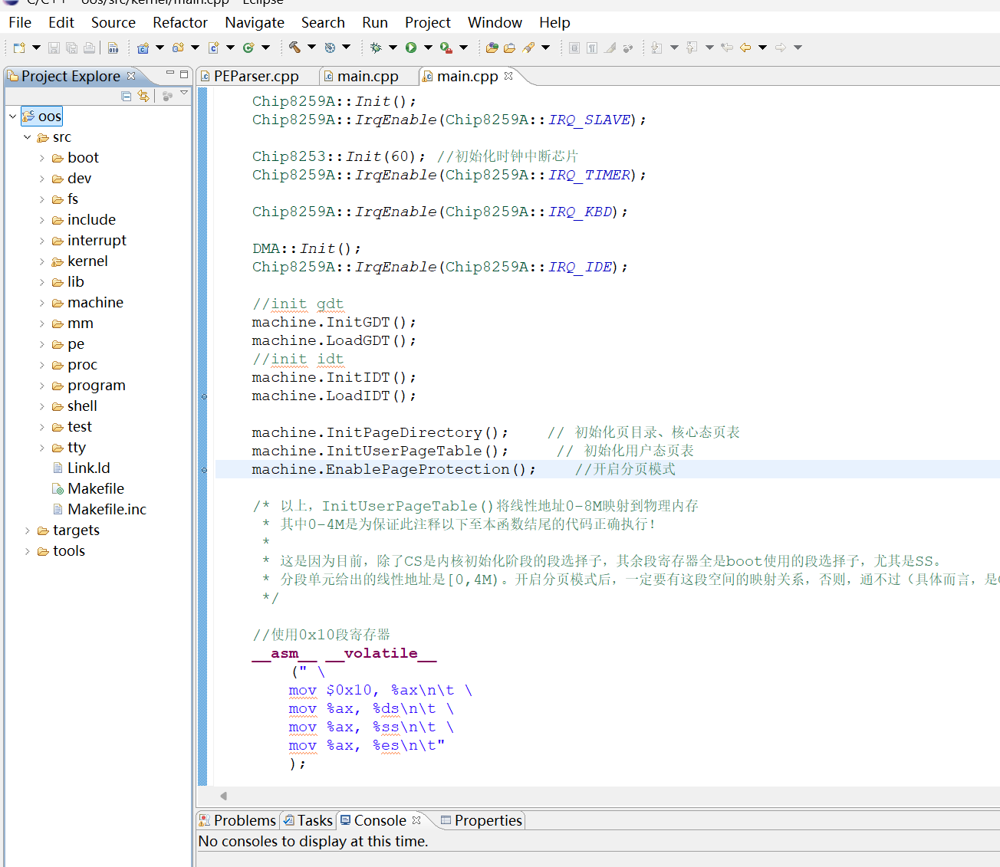 C/C++ - oos/src/kernel/main.cpp - Eclipse
File Edit Source Refactor Navigate Search Run Project Window Help
Project Explore
PEParser.cpp main.cpp main.cpp
oos
src
boot
dev
fs
include
interrupt
kernel
lib
machine
mm
pe
proc
program
shell
test
tty
Link.ld
Makefile
Makefile.inc
targets
tools
Chip8259A::Init();
Chip8259A::IrqEnable(Chip8259A::IRQ_SLAVE);
Chip8253::Init(60); //初始化时钟中断芯片
Chip8259A::IrqEnable(Chip8259A::IRQ_TIMER);
Chip8259A::IrqEnable(Chip8259A::IRQ_KBD);
DMA::Init();
Chip8259A::IrqEnable(Chip8259A::IRQ_IDE);
//init gdt
machine.InitGDT();
machine.LoadGDT();
//init idt
machine.InitIDT();
machine.LoadIDT();
machine.InitPageDirectory(); // 初始化页目录、核心态页表
machine.InitUserPageTable(); // 初始化用户态页表
machine.EnablePageProtection(); //开启分页模式
/* 以上，InitUserPageTable()将线性地址0-8M映射到物理内存
* 其中0-4M是为保证此注释以下至本函数结尾的代码正确执行！
*
* 这是因为目前，除了CS是内核初始化阶段的段选择子，其余段寄存器全是boot使用的段选择子，尤其是SS。
* 分段单元给出的线性地址是[0,4M)。开启分页模式后，一定要有这段空间的映射关系，否则，通不过（具体而言，是
*/
//使用0x10段寄存器
__asm__ __volatile__
(" \
mov $0x10, %ax\n\t \
mov %ax, %ds\n\t \
mov %ax, %ss\n\t \
mov %ax, %es\n\t"
);
Problems Tasks Console Properties
No consoles to display at this time.